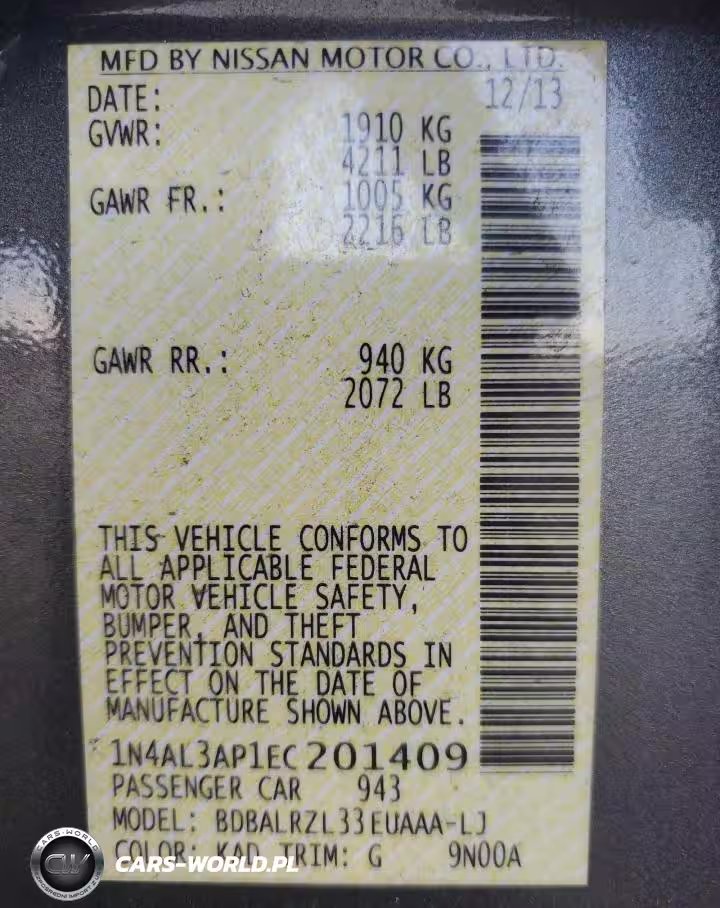 MFD BY NISSAN MOTOR CO., LTD.
DATE: 12/13
GVWR: 1910 KG
4211 LB
GAWR FR.: 1005 KG
2216 LB
GAWR RR.: 940 KG
2072 LB
THIS VEHICLE CONFORMS TO
ALL APPLICABLE FEDERAL
MOTOR VEHICLE SAFETY,
BUMPER, AND THEFT
PREVENTION STANDARDS IN
EFFECT ON THE DATE OF
MANUFACTURE SHOWN ABOVE.
1N4AL3AP1EC201409
PASSENGER CAR 943
MODEL: BDBALRZL33EUAAA-LJ
COLOR: KAD TRIM: G 9N00A
CARS-WORLD
CW
CARS-WORLD.PL